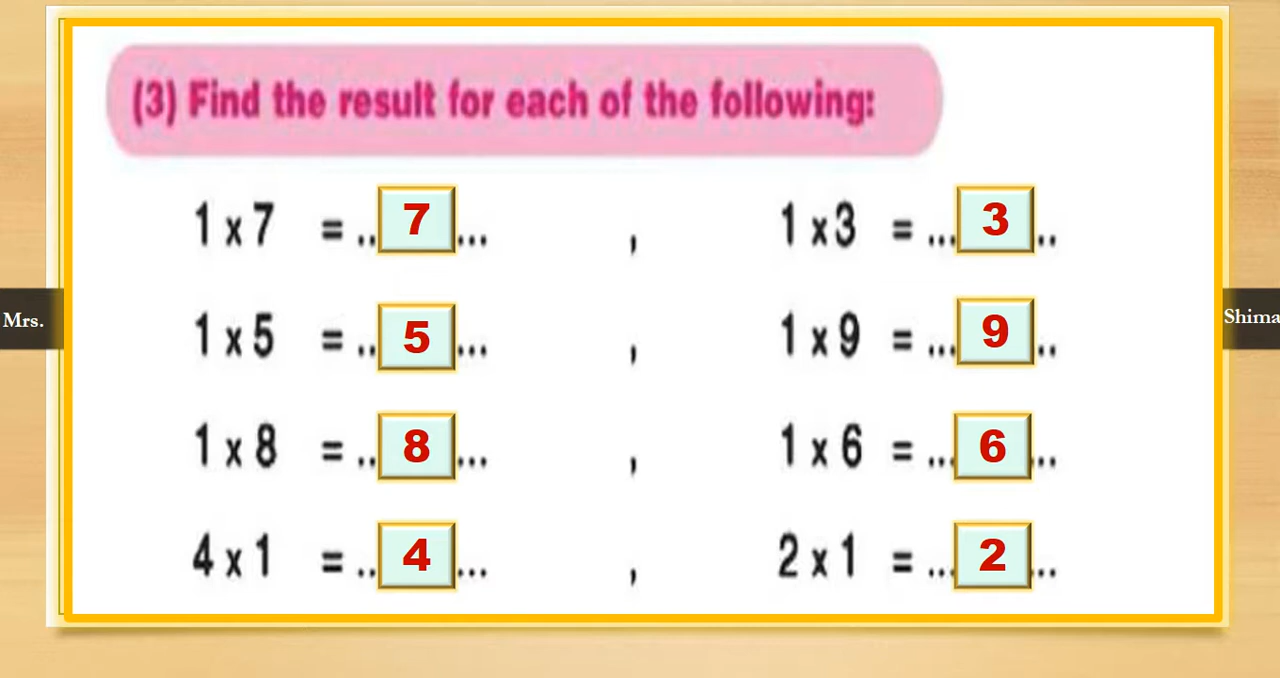 (3) Find the result for each of the following:
1 x 7 = ..7... , 1 x 3 = ...3..
1 x 5 = ..5... , 1 x 9 = ...9..
Mrs. Shima
1 x 8 = ..8... , 1 x 6 = ...6..
4 x 1 = ..4... , 2 x 1 = ...2..